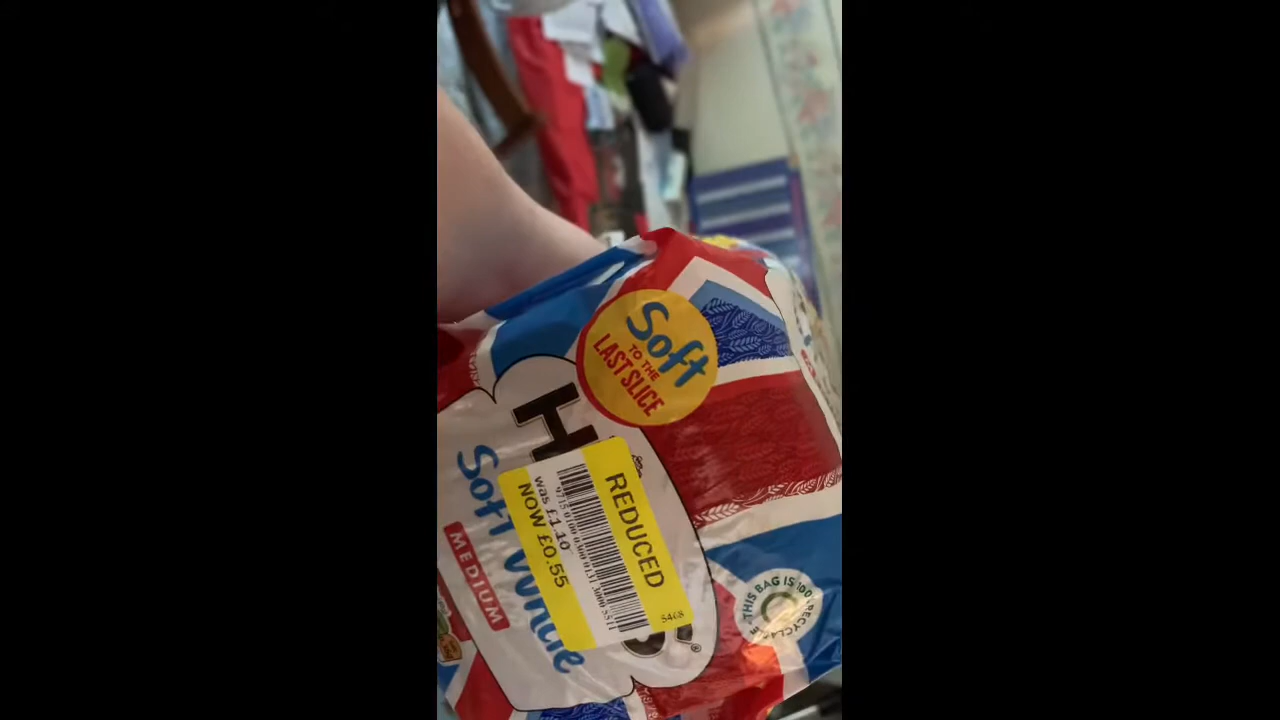 Soft
TO THE
LAST SLICE
H
Soft White
MEDIUM
REDUCED
was £1.10
NOW £0.55
5468
THIS BAG IS 100
RECYCLA